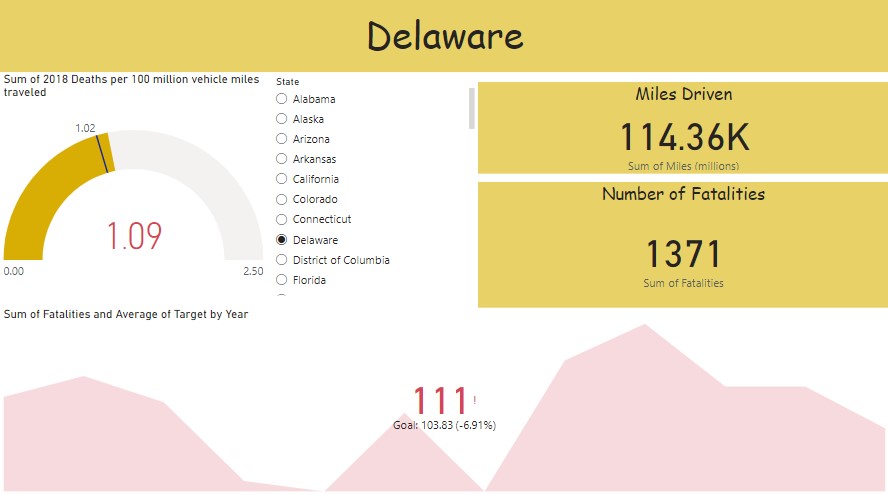 Delaware
Sum of 2018 Deaths per 100 million vehicle miles
traveled
1.02
1.09
0.00
2.50
State
Alabama
Alaska
Arizona
Arkansas
California
Colorado
Connecticut
Delaware
District of Columbia
Florida
Miles Driven
114.36K
Sum of Miles (millions)
Number of Fatalities
1371
Sum of Fatalities
Sum of Fatalities and Average of Target by Year
111!
Goal: 103.83 (-6.91%)